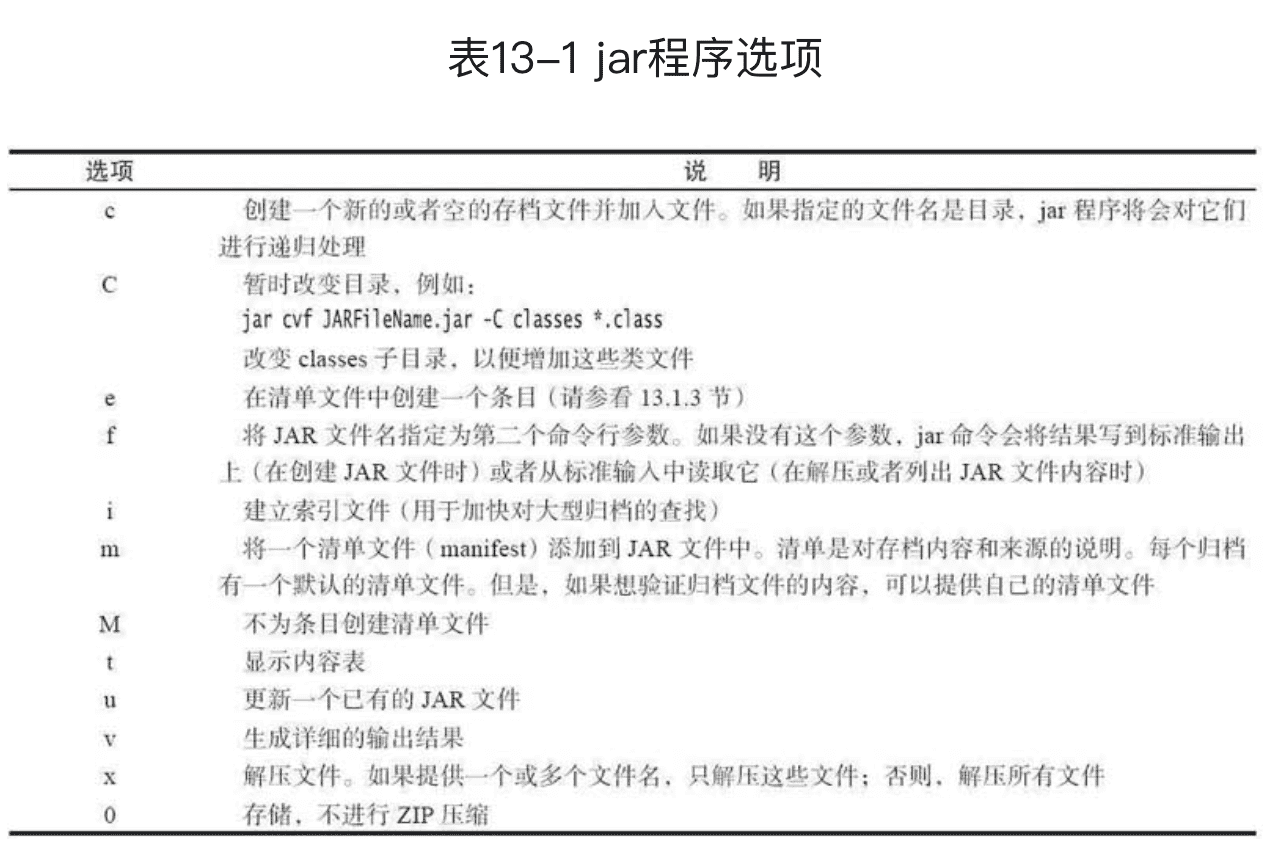 表13-1 jar程序选项
选项 说 明
c 创建一个新的或者空的存档文件并加入文件。如果指定的文件名是目录，jar 程序将会对它们
进行递归处理
C 暂时改变目录，例如：
jar cvf JARFileName.jar -C classes *.class
改变 classes 子目录，以便增加这些类文件
e 在清单文件中创建一个条目（请参看 13.1.3 节）
f 将 JAR 文件名指定为第二个命令行参数。如果没有这个参数，jar 命令会将结果写到标准输出
上（在创建 JAR 文件时）或者从标准输入中读取它（在解压或者列出 JAR 文件内容时）
i 建立索引文件（用于加快对大型归档的查找）
m 将一个清单文件（manifest）添加到 JAR 文件中。清单是对存档内容和来源的说明。每个归档
有一个默认的清单文件。但是，如果想验证归档文件的内容，可以提供自己的清单文件
M 不为条目创建清单文件
t 显示内容表
u 更新一个已有的 JAR 文件
v 生成详细的输出结果
x 解压文件。如果提供一个或多个文件名，只解压这些文件；否则，解压所有文件
0 存储，不进行 ZIP 压缩